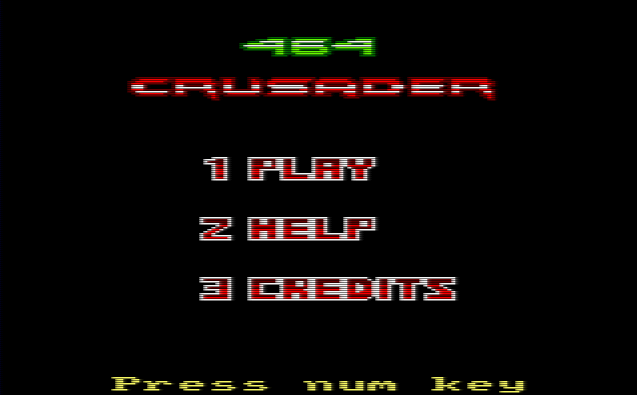 464
CRUSADER
1 PLAY
2 HELP
3 CREDITS
Press num key